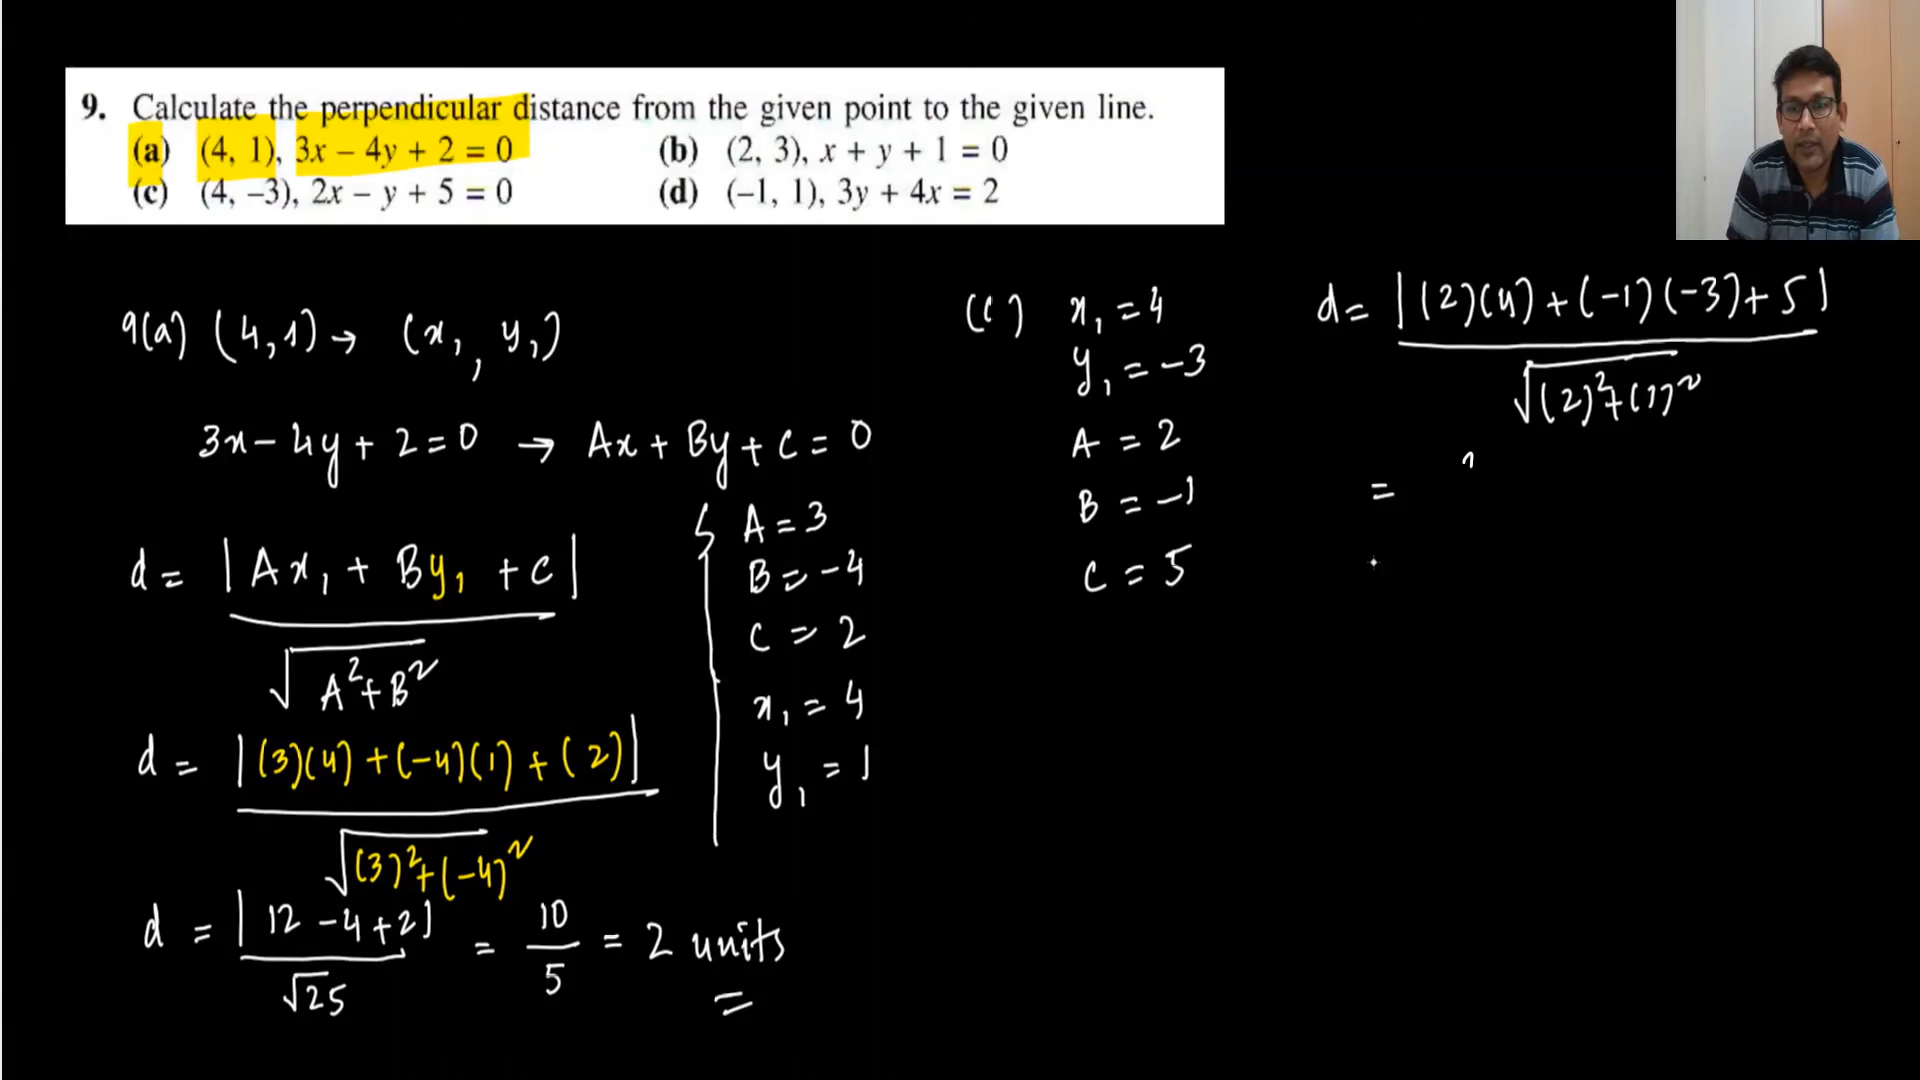 9. Calculate the perpendicular distance from the given point to the given line.
(a) (4, 1), 3x − 4y + 2 = 0 (b) (2, 3), x + y + 1 = 0
(c) (4, −3), 2x − y + 5 = 0 (d) (−1, 1), 3y + 4x = 2
9(a) (4,1) → (x₁, y₁)
3x − 4y + 2 = 0 → Ax + By + C = 0
d = |Ax₁ + By₁ + C|
√A²+B²
d = |(3)(4) + (−4)(1) + (2)|
√(3)²+(−4)²
d = |12 − 4 + 2| = 10 = 2 units
√25 5
A = 3
B = −4
C = 2
x₁ = 4
y₁ = 1
(c) x₁ = 4
y₁ = −3
A = 2
B = −1
C = 5
d = |(2)(4) + (−1)(−3) + 5|
√(2)²+(1)²
=